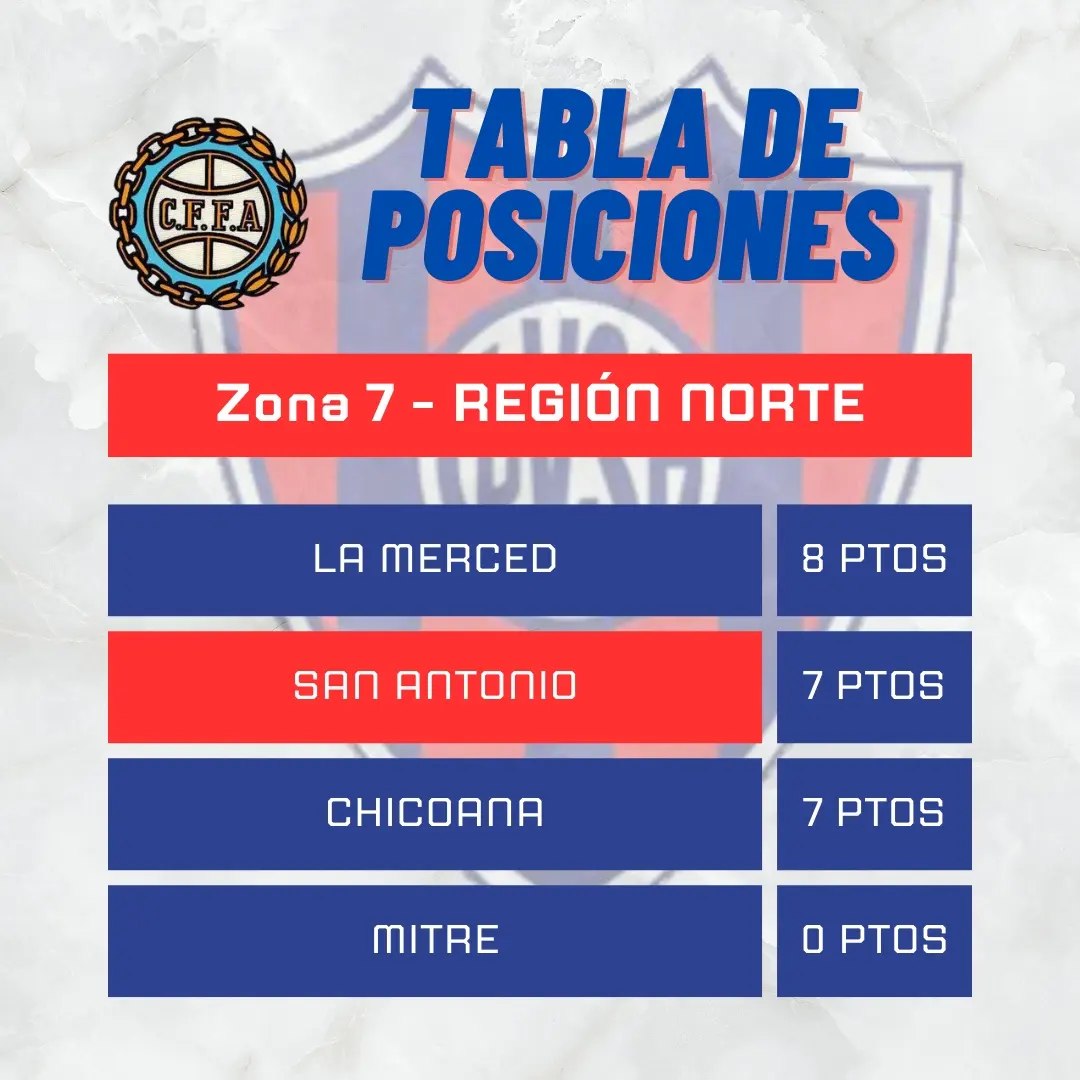 TABLA DE
POSICIONES
C.F.F.A
Zona 7 - REGIÓN NORTE
LA MERCED 8 PTOS
SAN ANTONIO 7 PTOS
CHICOANA 7 PTOS
MITRE 0 PTOS